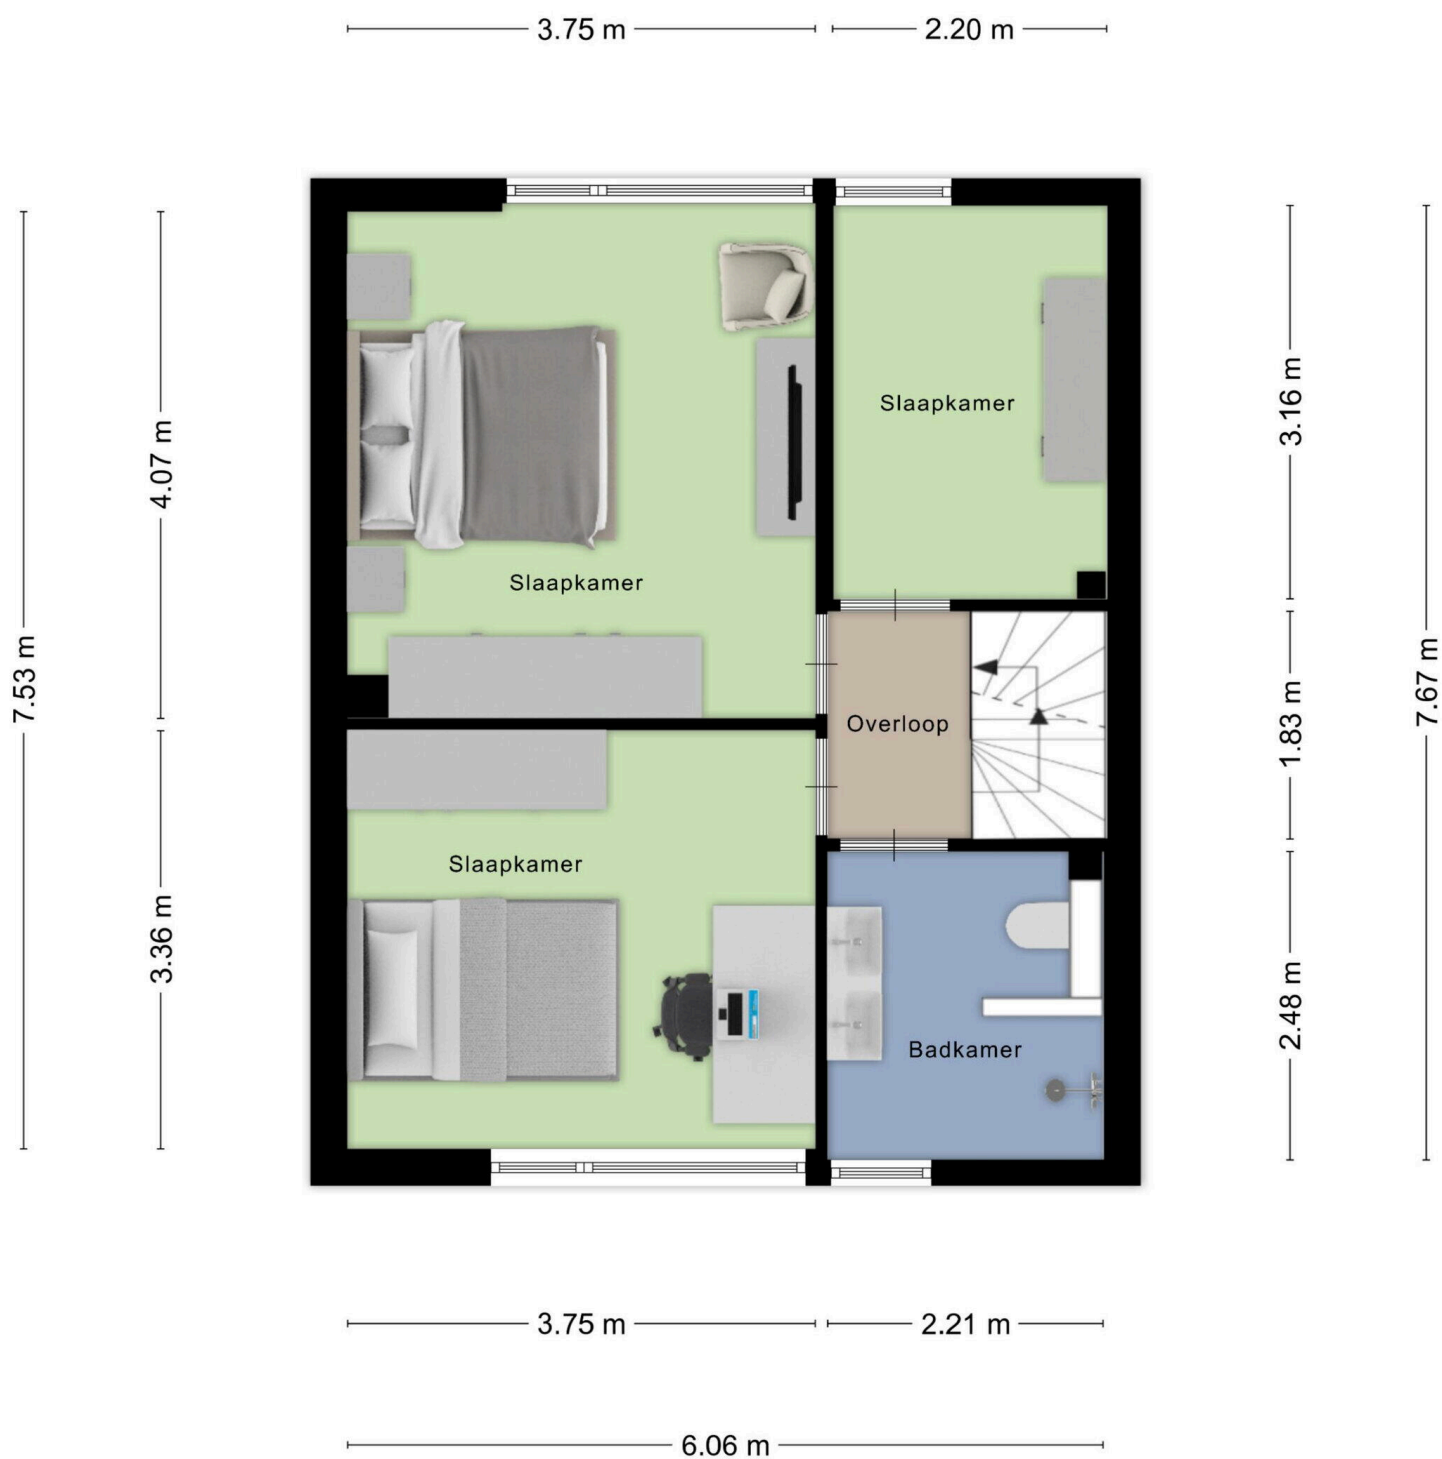 3.75 m
2.20 m
Slaapkamer
3.16 m
4.07 m
Slaapkamer
7.53 m
7.67 m
Overloop
1.83 m
Slaapkamer
3.36 m
2.48 m
Badkamer
3.75 m
2.21 m
6.06 m